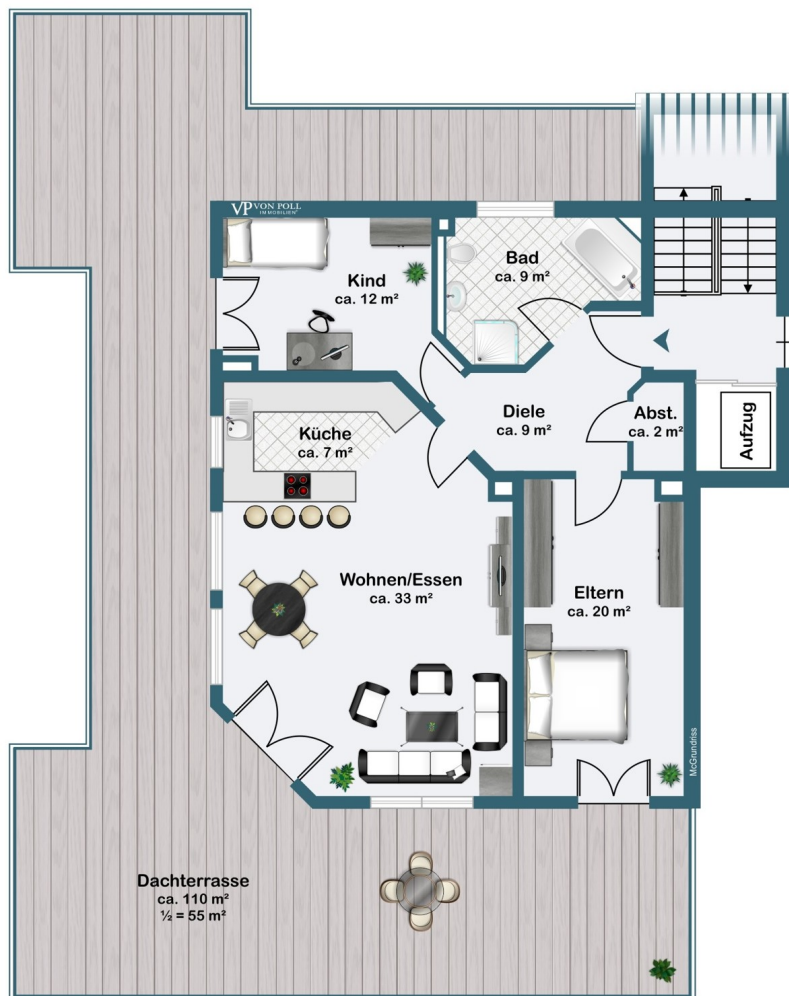 VP VON POLL
IMMOBILIEN®
Kind
ca. 12 m²
Bad
ca. 9 m²
Küche
ca. 7 m²
Diele
ca. 9 m²
Abst.
ca. 2 m²
Aufzug
Wohnen/Essen
ca. 33 m²
Eltern
ca. 20 m²
McGrundriss
Dachterrasse
ca. 110 m²
½ = 55 m²